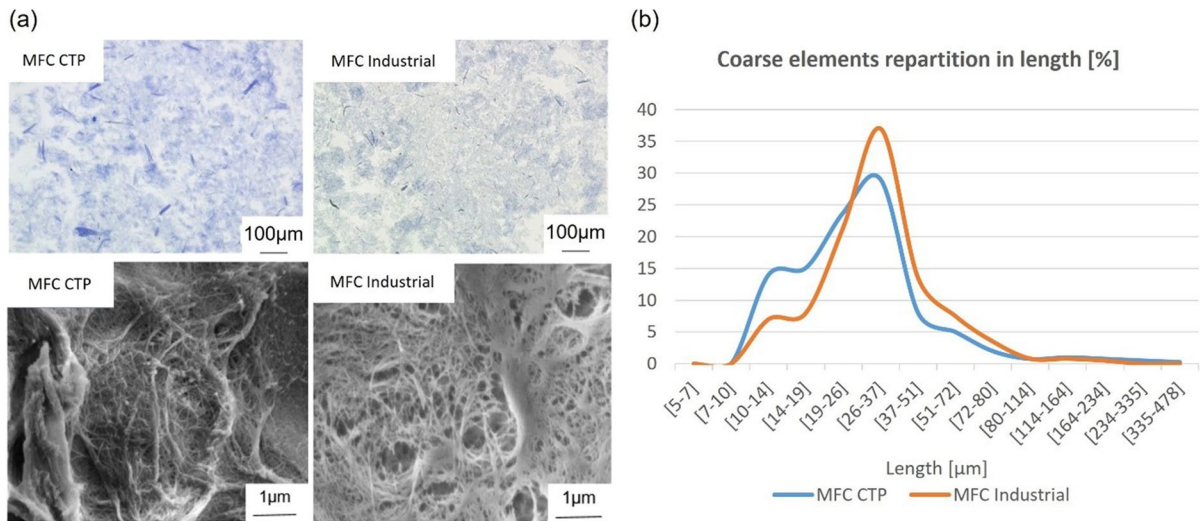 (a)
MFC CTP
MFC Industrial
100µm
100µm
MFC CTP
MFC Industrial
1µm
1µm
(b)
Coarse elements repartition in length [%]
40
35
30
25
20
15
10
5
0
[5-7]
[7-10]
[10-14]
[14-19]
[19-26]
[26-37]
[37-51]
[51-72]
[72-80]
[80-114]
[114-164]
[164-234]
[234-335]
[335-478]
Length [µm]
MFC CTP
MFC Industrial